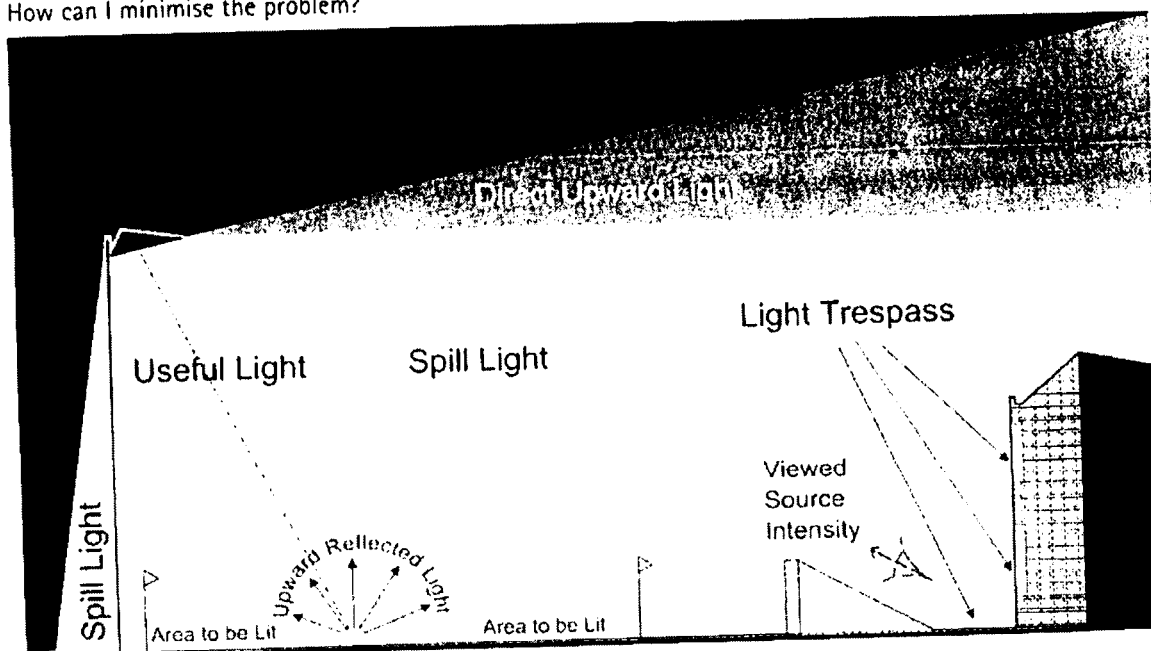 How can I minimise the problem?
Direct Upward Light
Light Trespass
Useful Light
Spill Light
Viewed
Source
Intensity
Spill Light
Upward Reflected Light
Area to be Lit
Area to be Lit